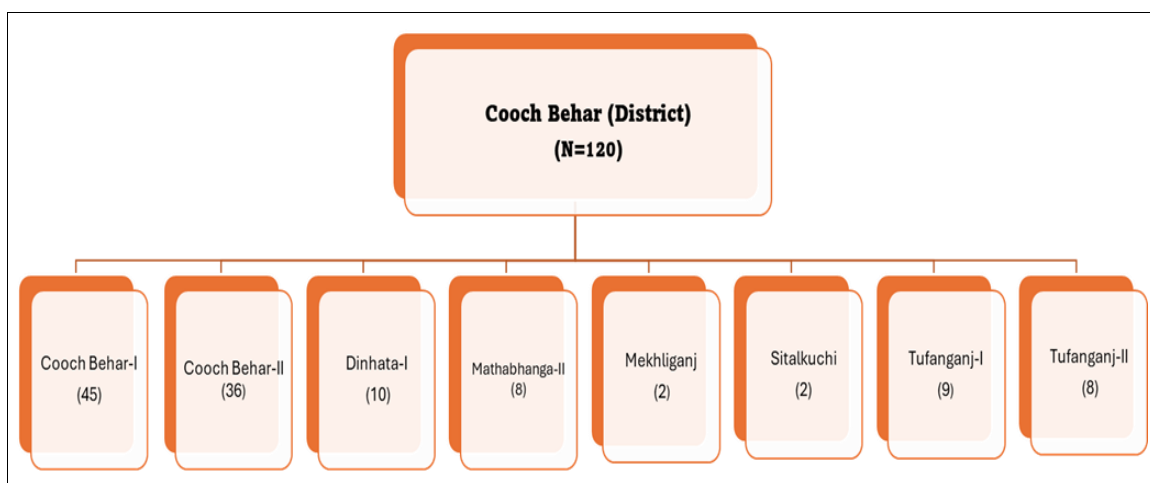 Cooch Behar (District)
(N=120)
Cooch Behar-I
(45)
Cooch Behar-II
(36)
Dinhata-I
(10)
Mathabhanga-II
(8)
Mekhliganj
(2)
Sitalkuchi
(2)
Tufanganj-I
(9)
Tufanganj-II
(8)